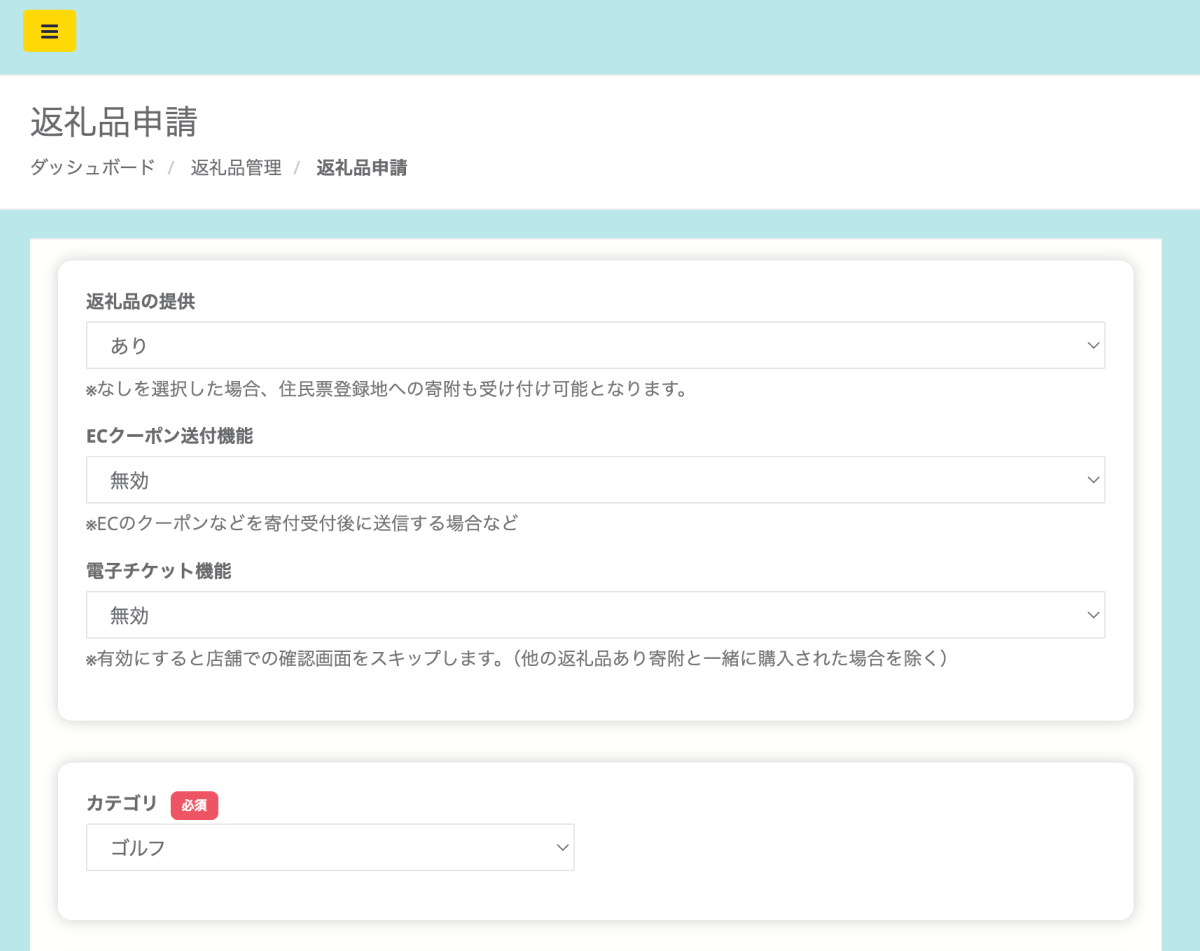 返礼品申請
ダッシュボード / 返礼品管理 / 返礼品申請
返礼品の提供
あり
※なしを選択した場合、住民票登録地への寄附も受け付け可能となります。
ECクーポン送付機能
無効
※ECのクーポンなどを寄付受付後に送信する場合など
電子チケット機能
無効
※有効にすると店舗での確認画面をスキップします。（他の返礼品あり寄附と一緒に購入された場合を除く）
カテゴリ 必須
ゴルフ